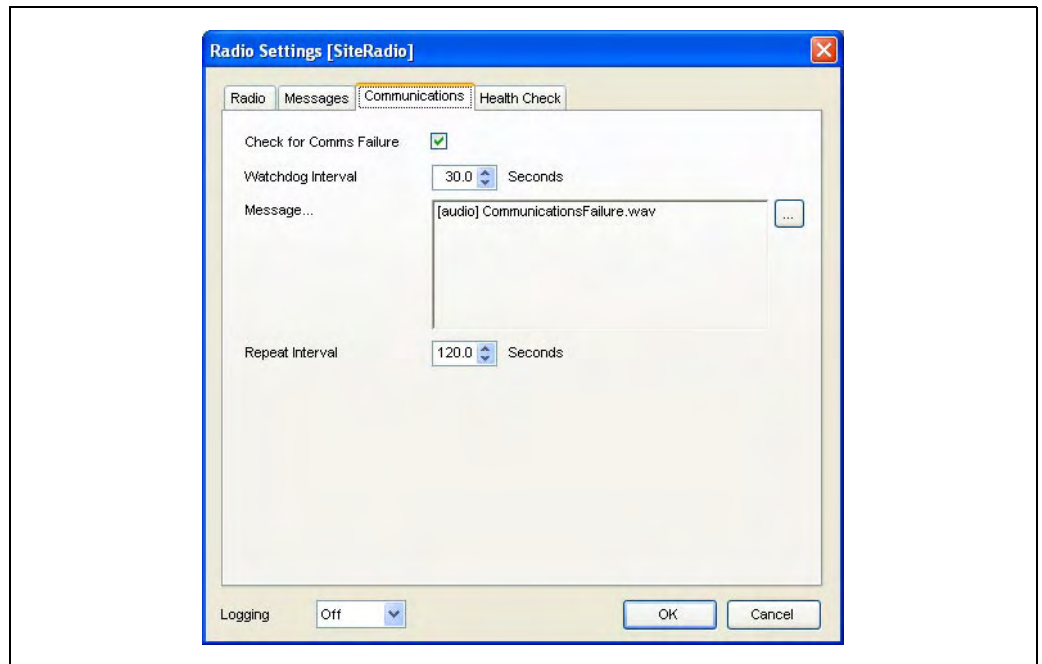 Radio Settings [SiteRadio]
Radio Messages Communications Health Check
Check for Comms Failure
Watchdog Interval 30.0 Seconds
Message... [audio] CommunicationsFailure.wav ...
Repeat Interval 120.0 Seconds
Logging Off OK Cancel